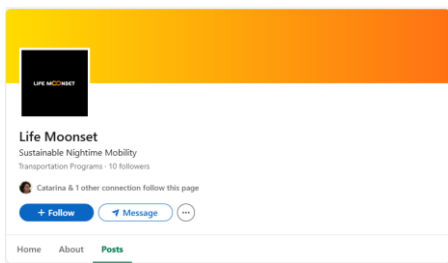 LIFE MOONSET
Life Moonset
Sustainable Nightime Mobility
Transportation Programs · 10 followers
Catarina & 1 other connection follow this page
+ Follow Message ...
Home About Posts